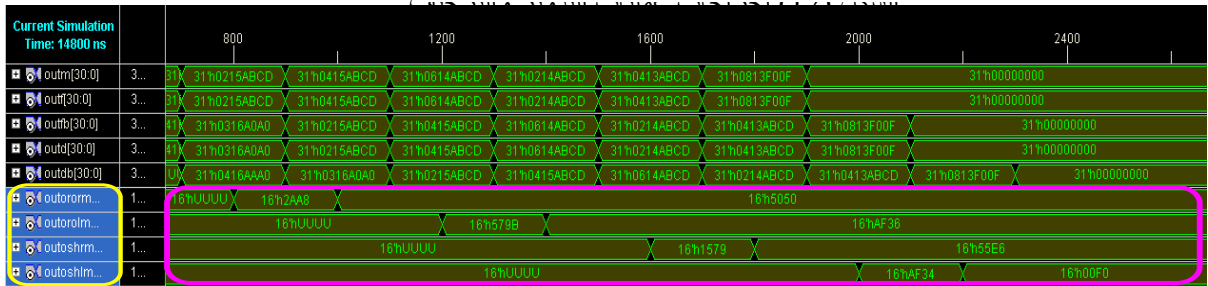 Current Simulation
Time: 14800 ns
800 1200 1600 2000 2400
outm[30:0] 3... 31'h0215ABCD 31'h0415ABCD 31'h0614ABCD 31'h0214ABCD 31'h0413ABCD 31'h0813F00F 31'h00000000
outf[30:0] 3... 31'h0215ABCD 31'h0415ABCD 31'h0614ABCD 31'h0214ABCD 31'h0413ABCD 31'h0813F00F 31'h00000000
outfb[30:0] 3... 31'h0316A0A0 31'h0215ABCD 31'h0415ABCD 31'h0614ABCD 31'h0214ABCD 31'h0413ABCD 31'h0813F00F 31'h00000000
outd[30:0] 3... 31'h0316A0A0 31'h0215ABCD 31'h0415ABCD 31'h0614ABCD 31'h0214ABCD 31'h0413ABCD 31'h0813F00F 31'h00000000
outdb[30:0] 3... 31'h0416AAA0 31'h0316A0A0 31'h0215ABCD 31'h0415ABCD 31'h0614ABCD 31'h0214ABCD 31'h0413ABCD 31'h0813F00F 31'h00000000
outororm... 1... 16'hUUUU 16'h2AA8 16'h5050
outorolm... 1... 16'hUUUU 16'h579B 16'hAF36
outoshrm... 1... 16'hUUUU 16'h1579 16'h55E6
outoshlm... 1... 16'hUUUU 16'hAF34 16'h00F0